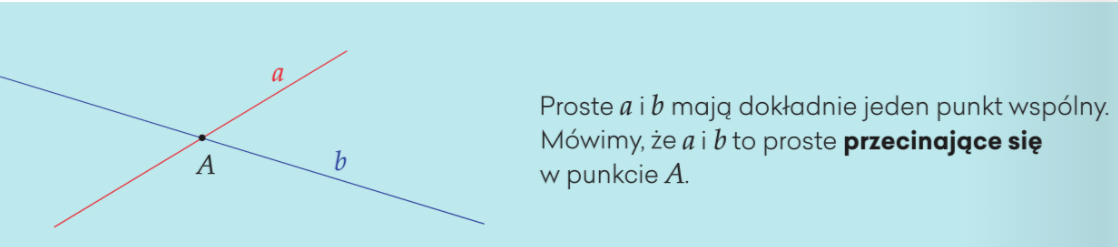 a
A
b
Proste a i b mają dokładnie jeden punkt wspólny.
Mówimy, że a i b to proste przecinające się
w punkcie A.